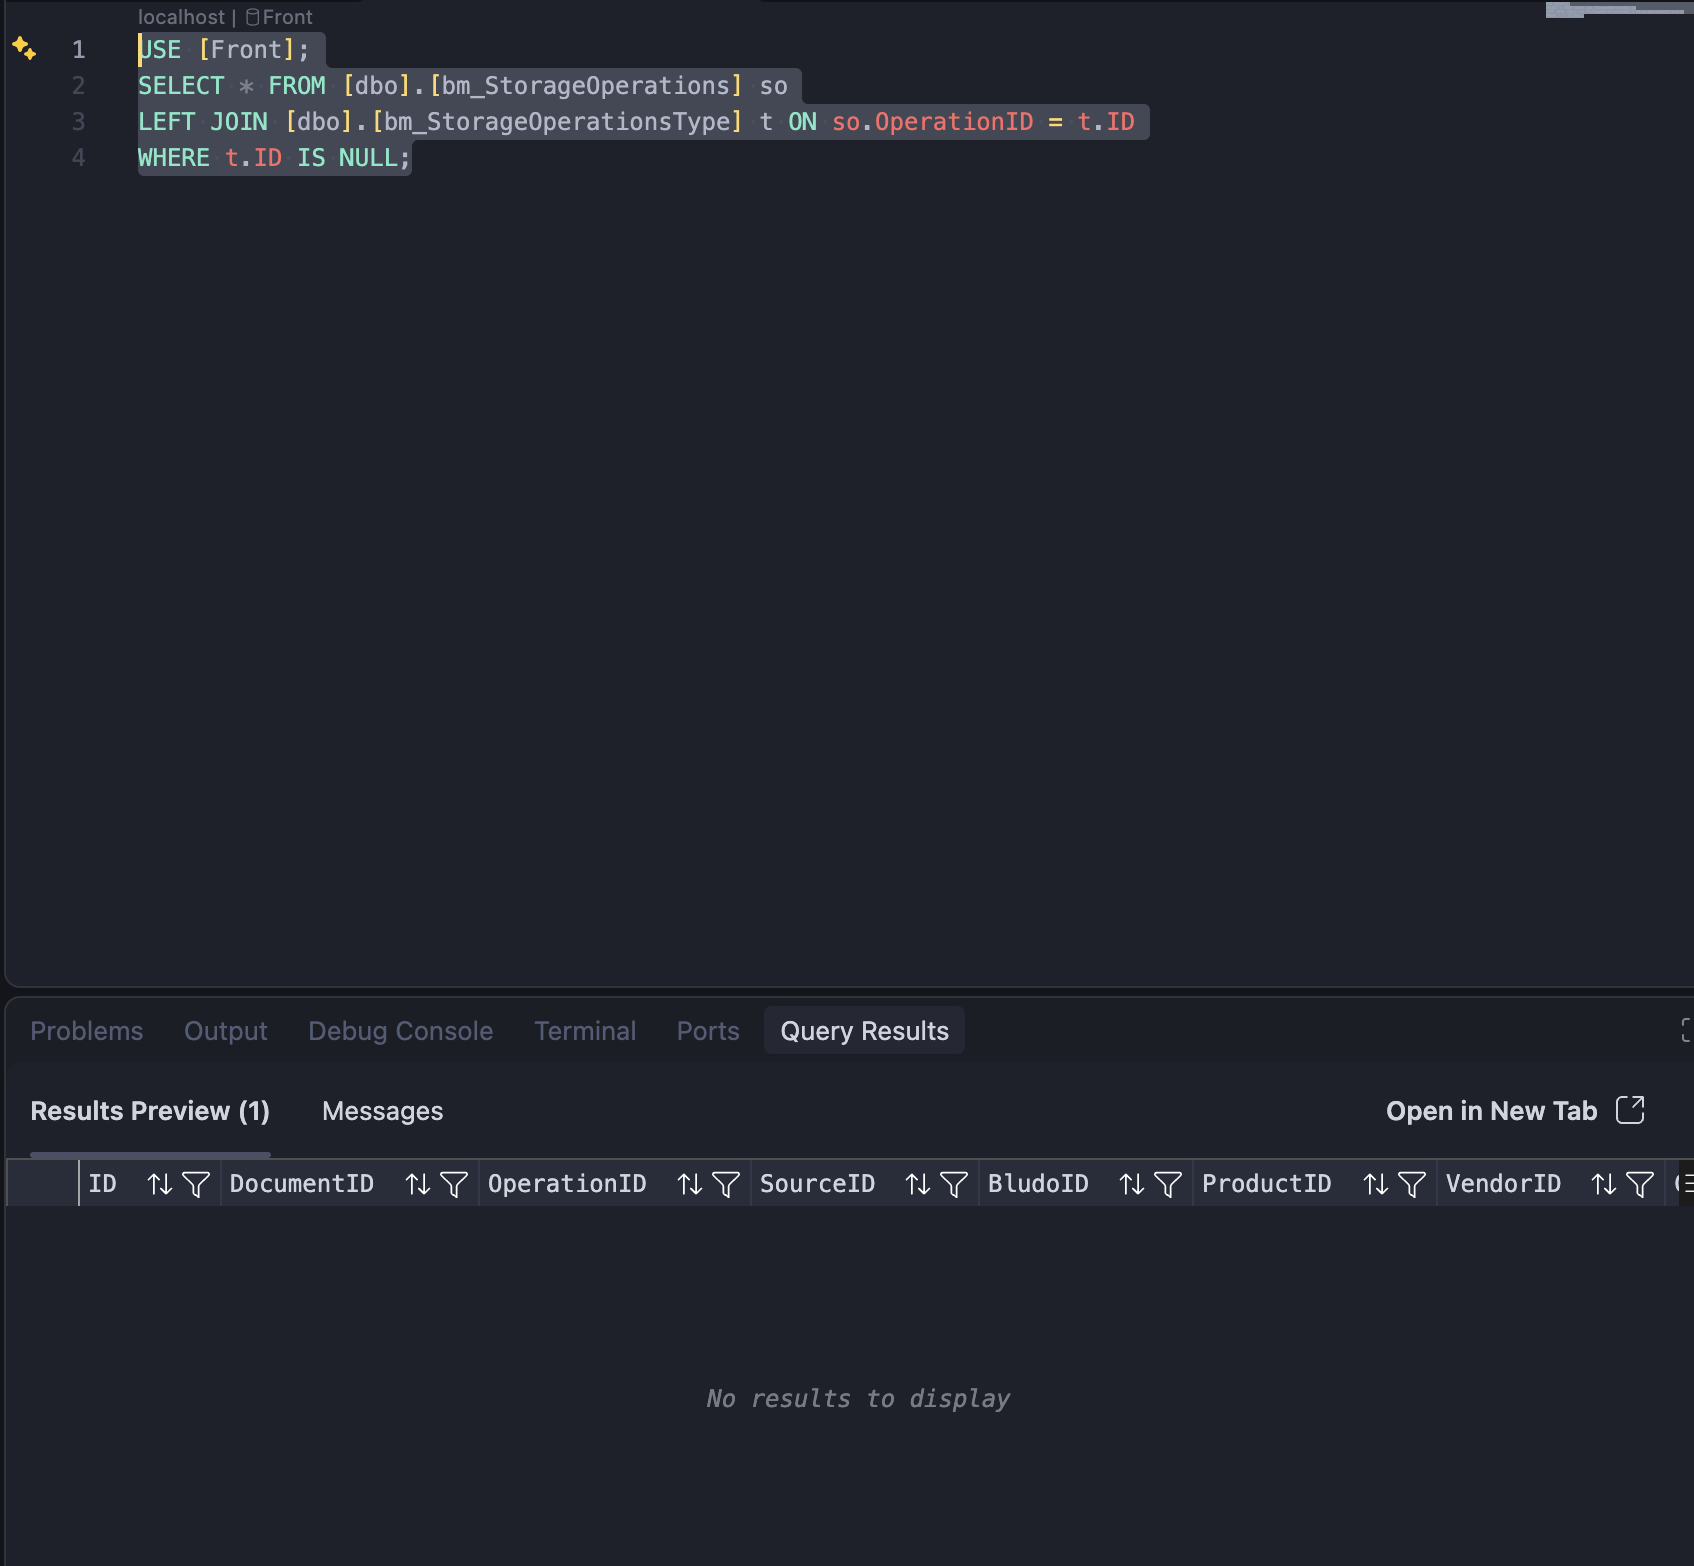 localhost | Front
1 USE [Front];
2 SELECT * FROM [dbo].[bm_StorageOperations] so
3 LEFT JOIN [dbo].[bm_StorageOperationsType] t ON so.OperationID = t.ID
4 WHERE t.ID IS NULL;
Problems Output Debug Console Terminal Ports Query Results
Results Preview (1) Messages Open in New Tab
ID DocumentID OperationID SourceID BludoID ProductID VendorID
No results to display